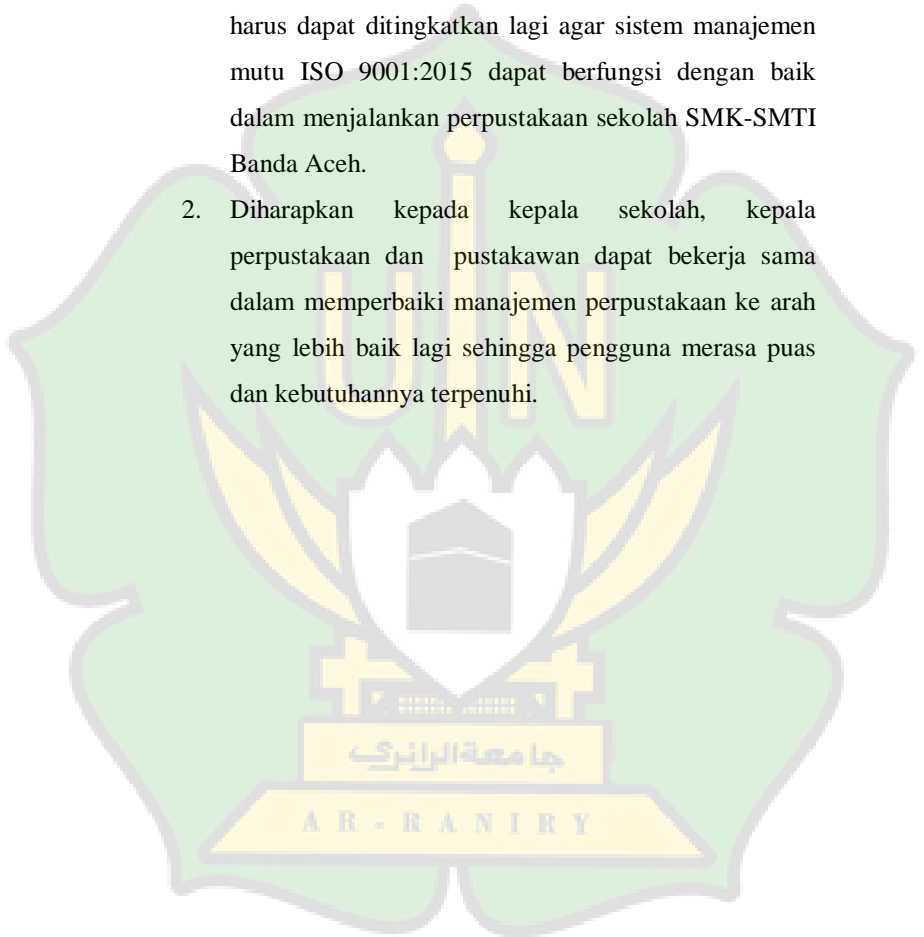 harus dapat ditingkatkan lagi agar sistem manajemen
mutu ISO 9001:2015 dapat berfungsi dengan baik
dalam menjalankan perpustakaan sekolah SMK-SMTI
Banda Aceh.
2. Diharapkan kepada kepala sekolah, kepala
perpustakaan dan pustakawan dapat bekerja sama
dalam memperbaiki manajemen perpustakaan ke arah
yang lebih baik lagi sehingga pengguna merasa puas
dan kebutuhannya terpenuhi.
UIN
جامعة الرانري
AR-RANIRY